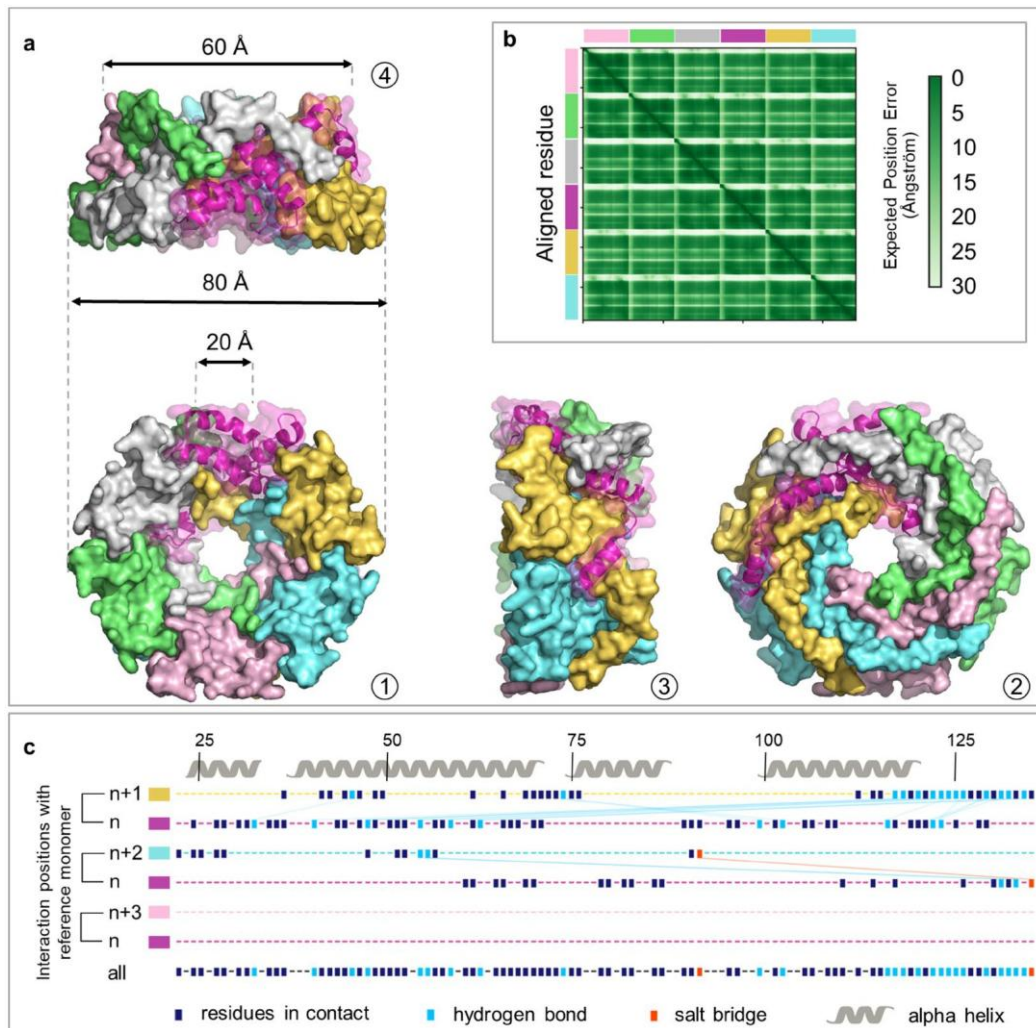 a
60 Å
④
80 Å
20 Å
①
③
②
b
Aligned residue
0
5
10
15
20
25
30
Expected Position Error
(Ångström)
c
25 50 75 100 125
Interaction positions with
reference monomer
n+1
n
n+2
n
n+3
n
all
residues in contact hydrogen bond salt bridge alpha helix